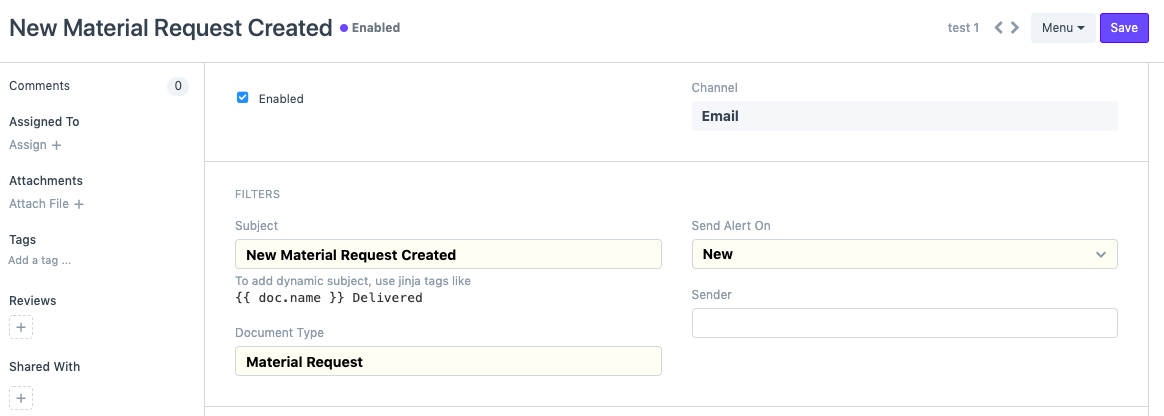 New Material Request Created Enabled
test 1
Menu
Save
Comments 0
Assigned To
Assign +
Attachments
Attach File +
Tags
Add a tag ...
Reviews
+
Shared With
+
Enabled
Channel
Email
FILTERS
Subject
New Material Request Created
To add dynamic subject, use jinja tags like
{{ doc.name }} Delivered
Document Type
Material Request
Send Alert On
New
Sender